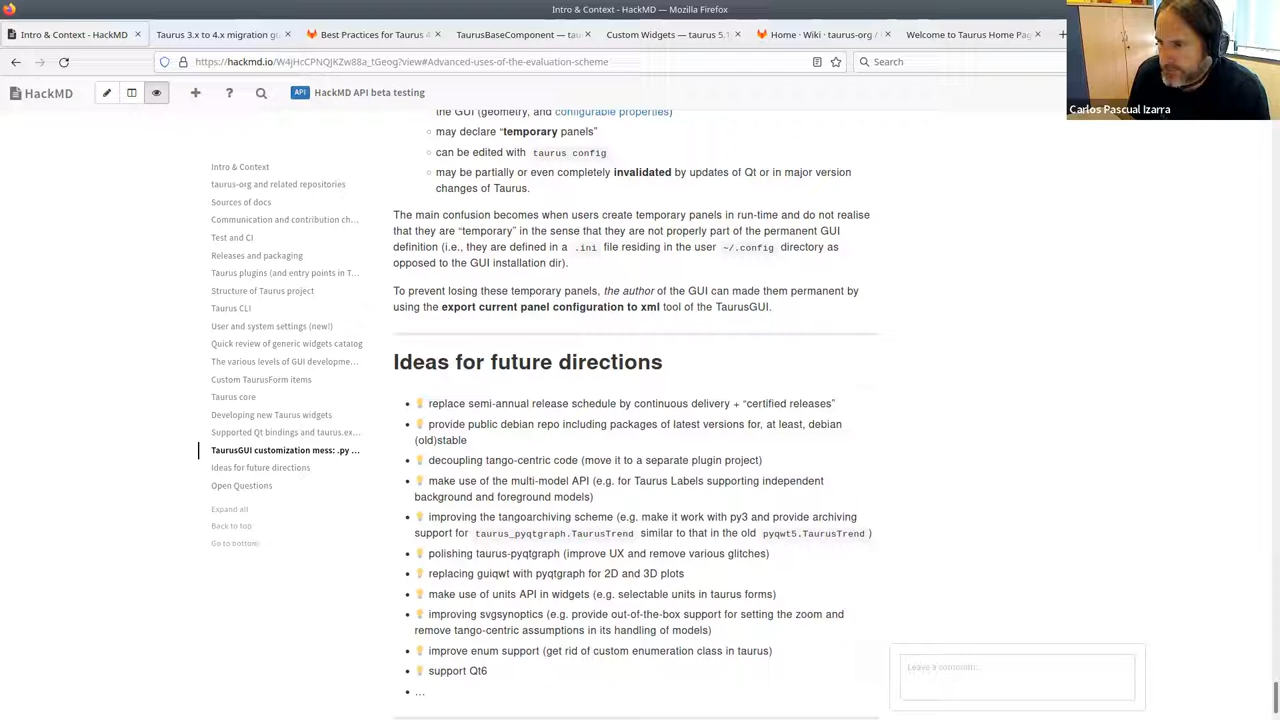 Intro & Context - HackMD — Mozilla Firefox
Intro & Context - HackMD
Taurus 3.x to 4.x migration gu
Best Practices for Taurus 4
TaurusBaseComponent — tau
Custom Widgets — taurus 5.1
Home · Wiki · taurus-org /
Welcome to Taurus Home Pag
https://hackmd.io/W4jHcCPNQJKZw88a_tGeog?view#Advanced-uses-of-the-evaluation-scheme
Search
Carlos Pascual Izarra
HackMD
API HackMD API beta testing
the GUI (geometry, and configurable properties)
may declare “temporary panels”
can be edited with taurus config
may be partially or even completely invalidated by updates of Qt or in major version
changes of Taurus.
The main confusion becomes when users create temporary panels in run-time and do not realise
that they are “temporary” in the sense that they are not properly part of the permanent GUI
definition (i.e., they are defined in a .ini file residing in the user ~/.config directory as
opposed to the GUI installation dir).
To prevent losing these temporary panels, the author of the GUI can made them permanent by
using the export current panel configuration to xml tool of the TaurusGUI.
Intro & Context
taurus-org and related repositories
Sources of docs
Communication and contribution ch…
Test and CI
Releases and packaging
Taurus plugins (and entry points in T…
Structure of Taurus project
Taurus CLI
User and system settings (new!)
Quick review of generic widgets catalog
The various levels of GUI developme…
Custom TaurusForm items
Taurus core
Developing new Taurus widgets
Supported Qt bindings and taurus.ex…
TaurusGUI customization mess: .py …
Ideas for future directions
Open Questions
Expand all
Back to top
Go to bottom
Ideas for future directions
replace semi-annual release schedule by continuous delivery + “certified releases”
provide public debian repo including packages of latest versions for, at least, debian
(old)stable
decoupling tango-centric code (move it to a separate plugin project)
make use of the multi-model API (e.g. for Taurus Labels supporting independent
background and foreground models)
improving the tangoarchiving scheme (e.g. make it work with py3 and provide archiving
support for taurus_pyqtgraph.TaurusTrend similar to that in the old pyqwt5.TaurusTrend )
polishing taurus-pyqtgraph (improve UX and remove various glitches)
replacing guiqwt with pyqtgraph for 2D and 3D plots
make use of units API in widgets (e.g. selectable units in taurus forms)
improving svgsynoptics (e.g. provide out-of-the-box support for setting the zoom and
remove tango-centric assumptions in its handling of models)
improve enum support (get rid of custom enumeration class in taurus)
support Qt6
…
Leave a comment...